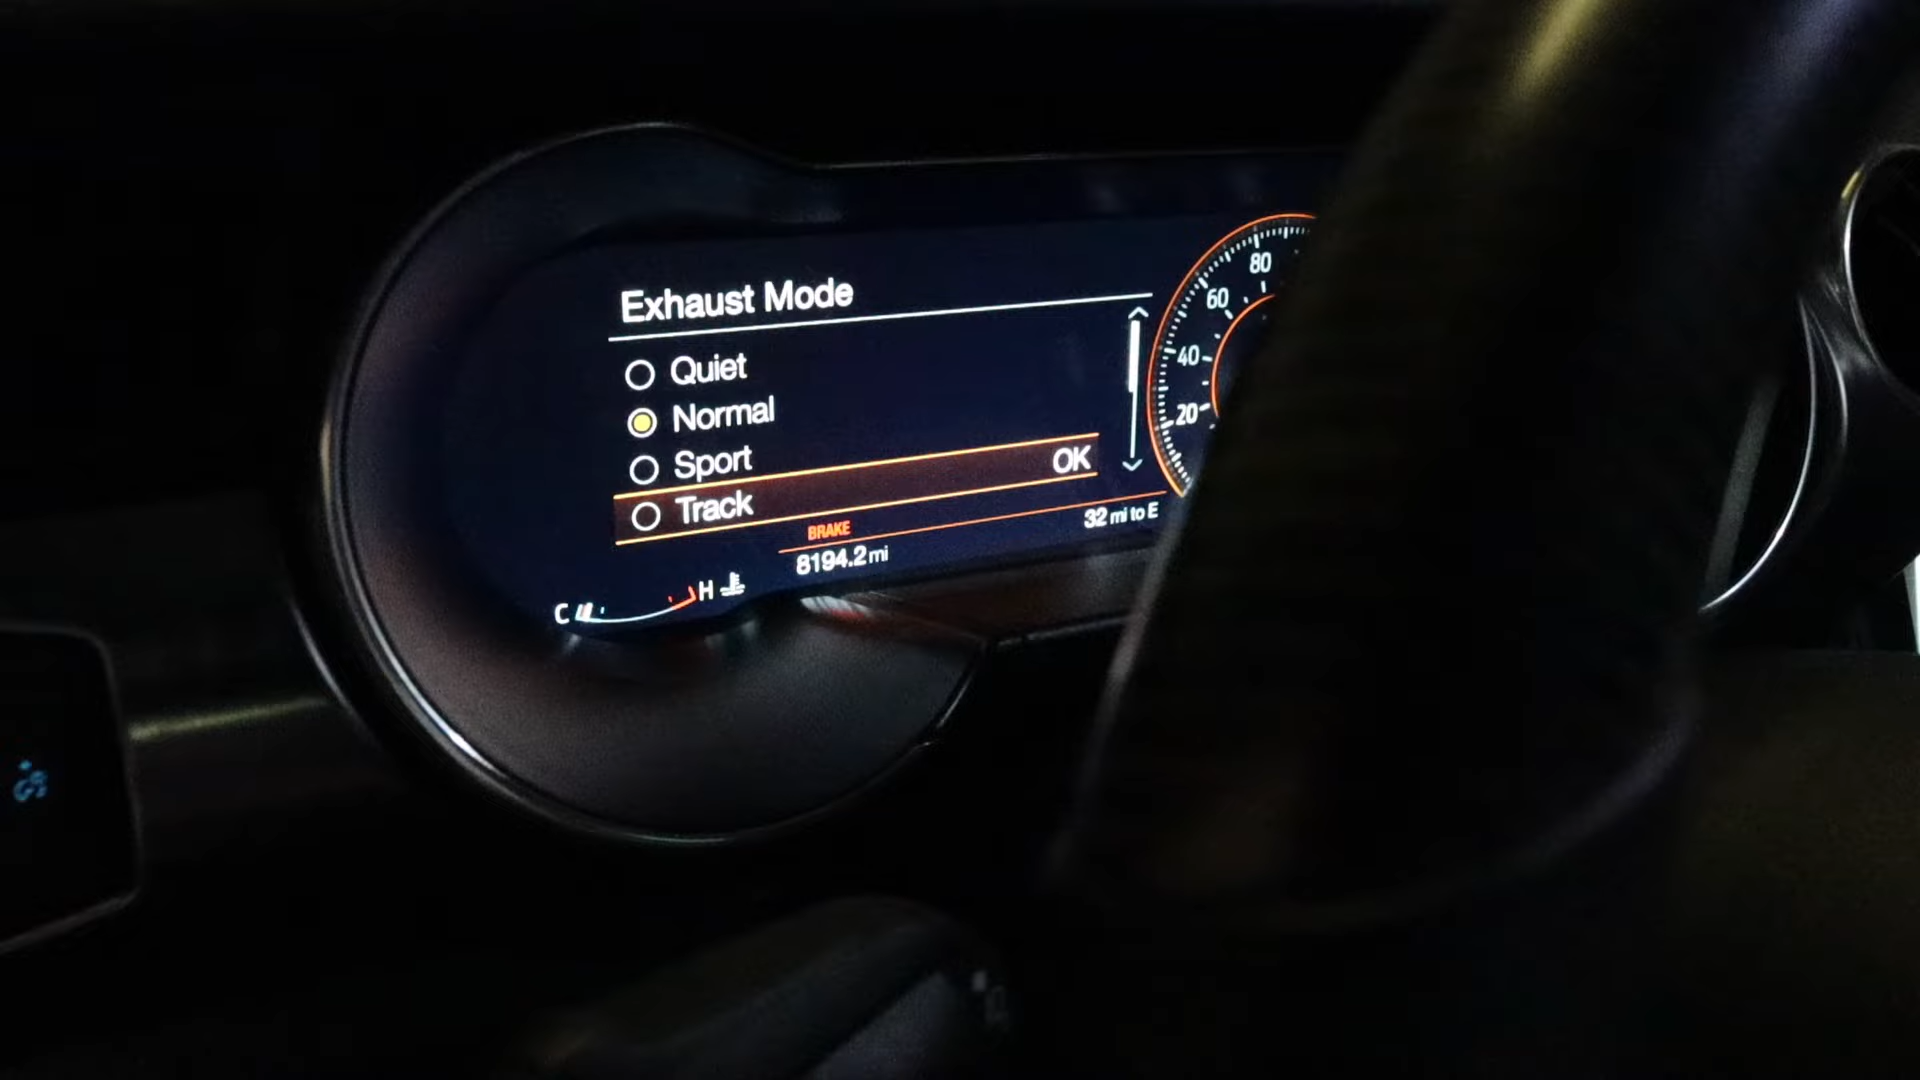 Exhaust Mode
Quiet
Normal
Sport
Track OK
BRAKE
8194.2 mi
32 mi to E
C H
80
60
40
20